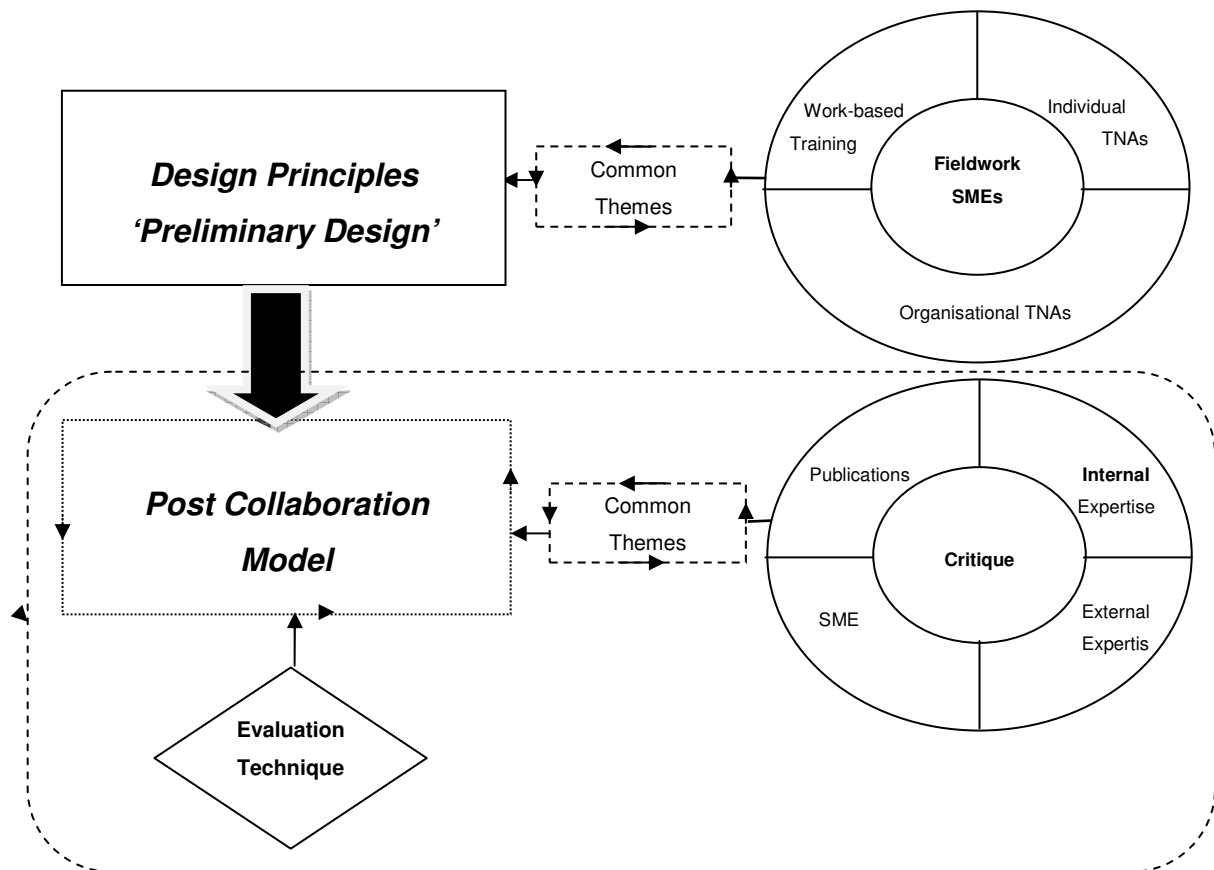 Design Principles
‘Preliminary Design’
Common
Themes
Work-based
Training
Individual
TNAs
Fieldwork
SMEs
Organisational TNAs
Post Collaboration
Model
Common
Themes
Publications
Internal
Expertise
Critique
SME
External
Expertis
Evaluation
Technique